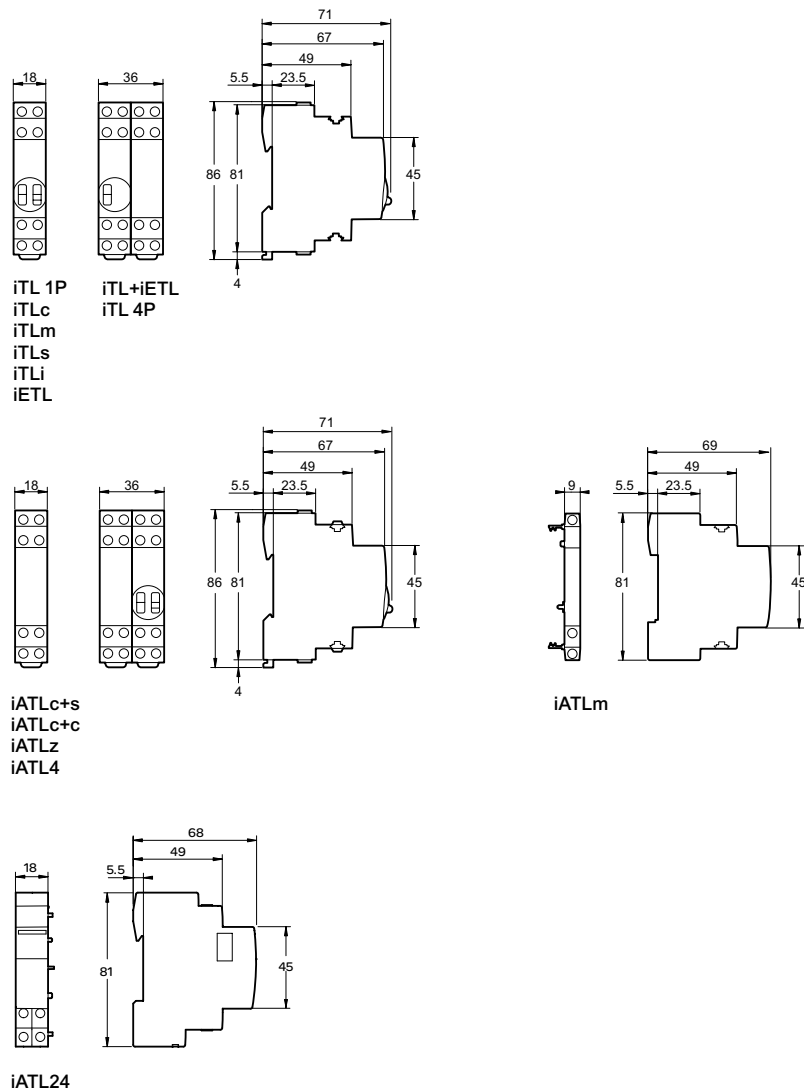 71
67
49
18
36
5.5
23.5
86
81
45
4
iTL 1P
iTLc
iTLm
iTLs
iTLi
iETL
iTL+iETL
iTL 4P
71
67
49
18
36
5.5
23.5
86
81
45
4
69
49
9
5.5
23.5
81
45
iATLc+s
iATLc+c
iATLz
iATL4
iATLm
68
49
18
5.5
81
45
iATL24